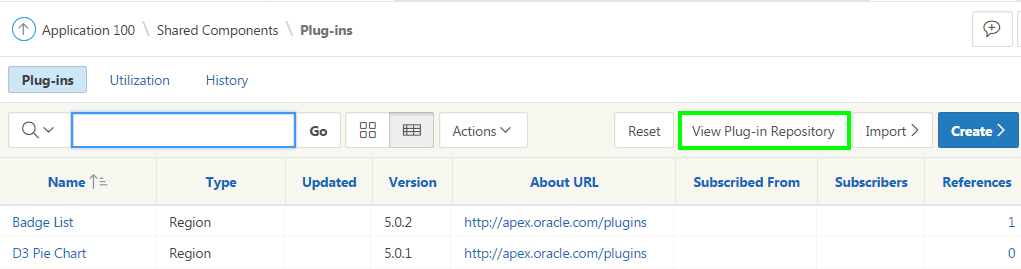 Application 100 \ Shared Components \ Plug-ins
Plug-ins Utilization History
Go Actions Reset View Plug-in Repository Import Create
Name Type Updated Version About URL Subscribed From Subscribers References
Badge List Region 5.0.2 http://apex.oracle.com/plugins 1
D3 Pie Chart Region 5.0.1 http://apex.oracle.com/plugins 0